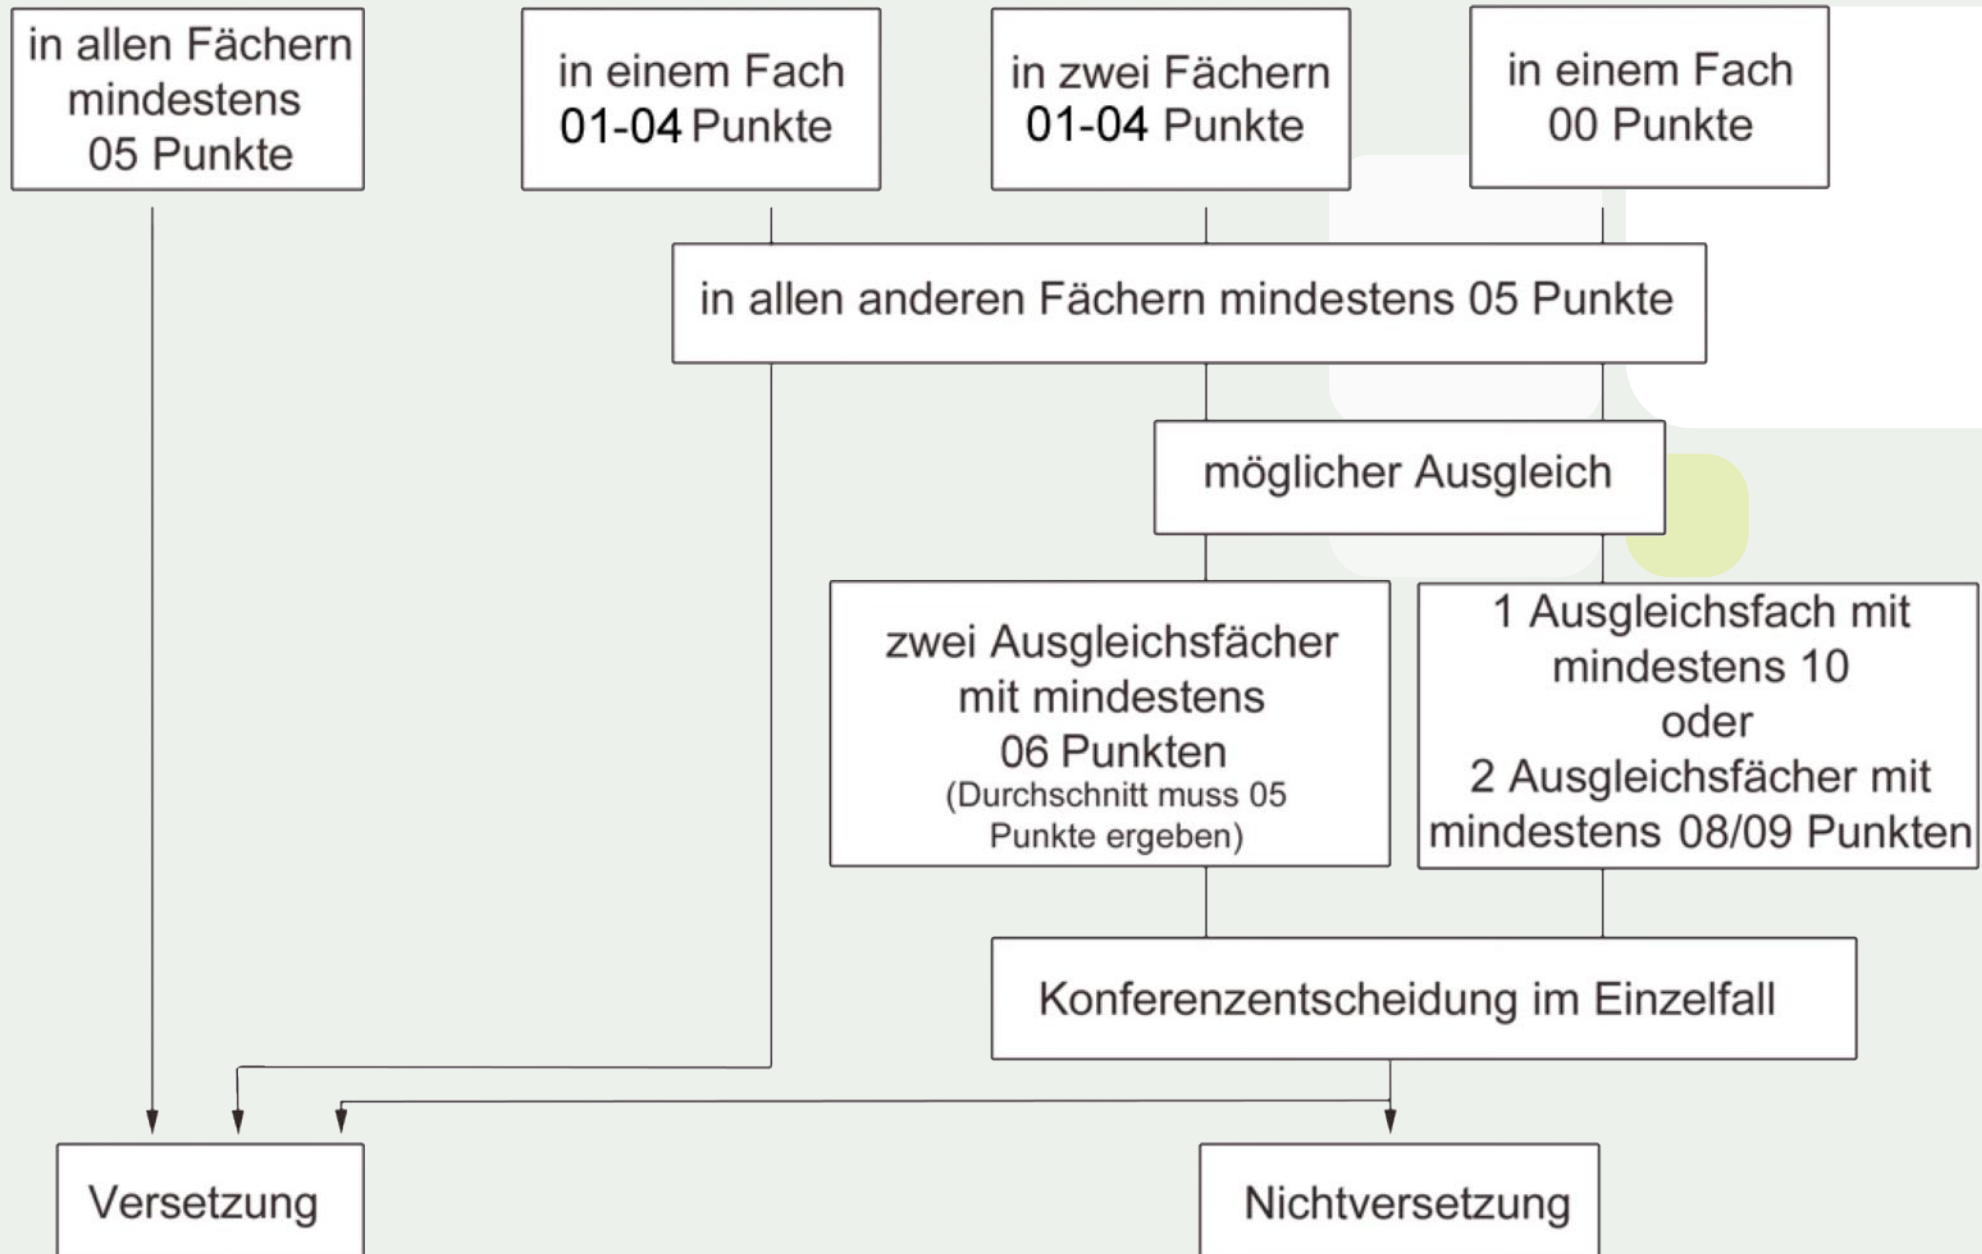 in allen Fächern
mindestens
05 Punkte
in einem Fach
01-04 Punkte
in zwei Fächern
01-04 Punkte
in einem Fach
00 Punkte
in allen anderen Fächern mindestens 05 Punkte
möglicher Ausgleich
zwei Ausgleichsfächer
mit mindestens
06 Punkten
(Durchschnitt muss 05
Punkte ergeben)
1 Ausgleichsfach mit
mindestens 10
oder
2 Ausgleichsfächer mit
mindestens 08/09 Punkten
Konferenzentscheidung im Einzelfall
Versetzung
Nichtversetzung